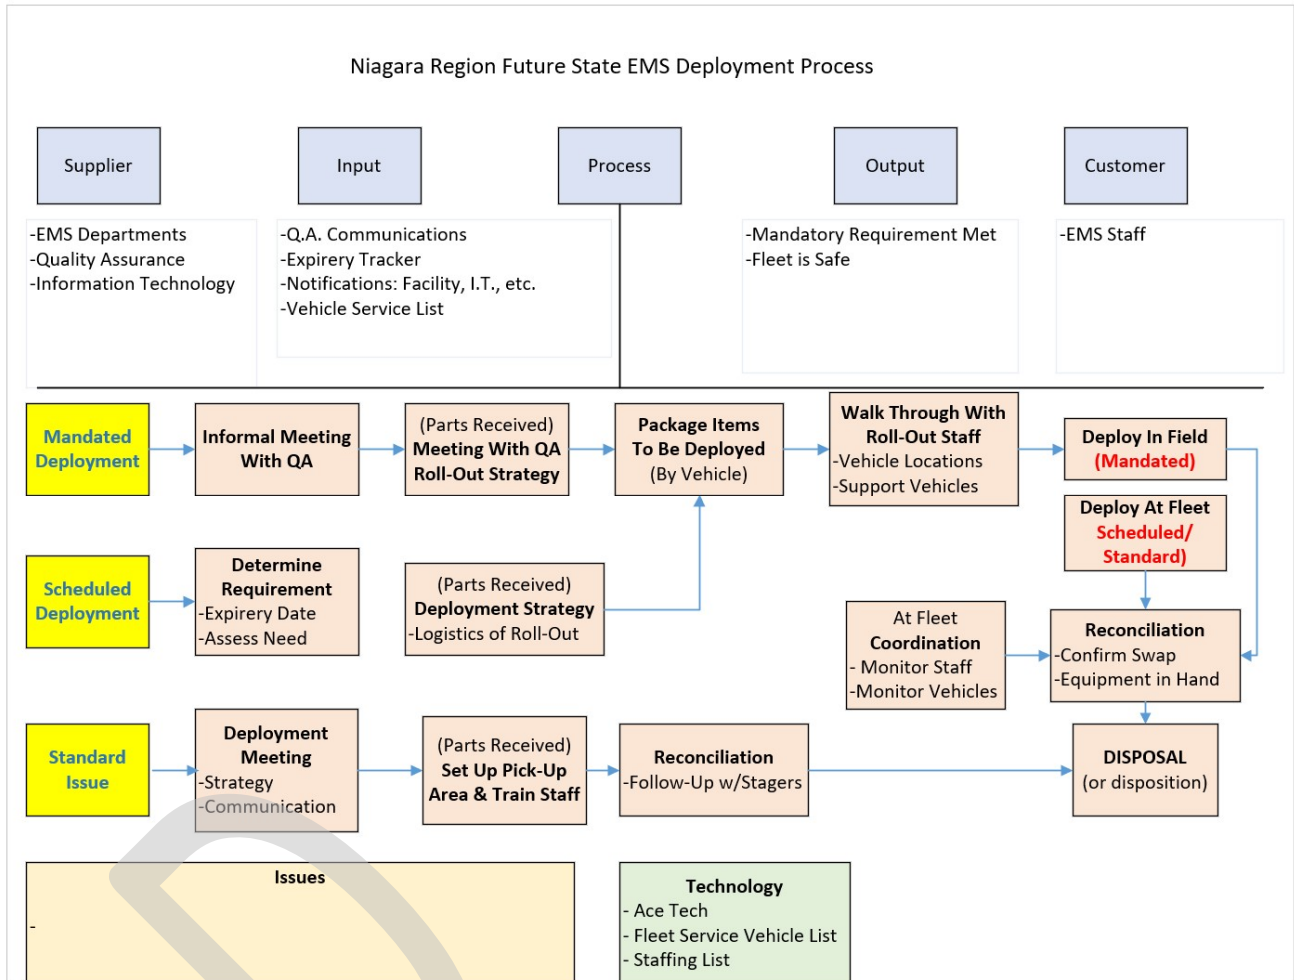 Niagara Region Future State EMS Deployment Process
Supplier
Input
Process
Output
Customer
-EMS Departments
-Quality Assurance
-Information Technology
-Q.A. Communications
-Expirery Tracker
-Notifications: Facility, I.T., etc.
-Vehicle Service List
-Mandatory Requirement Met
-Fleet is Safe
-EMS Staff
Mandated
Deployment
Informal Meeting
With QA
(Parts Received)
Meeting With QA
Roll-Out Strategy
Package Items
To Be Deployed
(By Vehicle)
Walk Through With
Roll-Out Staff
-Vehicle Locations
-Support Vehicles
Deploy In Field
(Mandated)
Deploy At Fleet
Scheduled/
Standard)
Scheduled
Deployment
Determine
Requirement
-Expirery Date
-Assess Need
(Parts Received)
Deployment Strategy
-Logistics of Roll-Out
At Fleet
Coordination
- Monitor Staff
-Monitor Vehicles
Reconciliation
-Confirm Swap
-Equipment in Hand
Standard
Issue
Deployment
Meeting
-Strategy
-Communication
(Parts Received)
Set Up Pick-Up
Area & Train Staff
Reconciliation
-Follow-Up w/Stagers
DISPOSAL
(or disposition)
Issues
-
Technology
- Ace Tech
- Fleet Service Vehicle List
- Staffing List